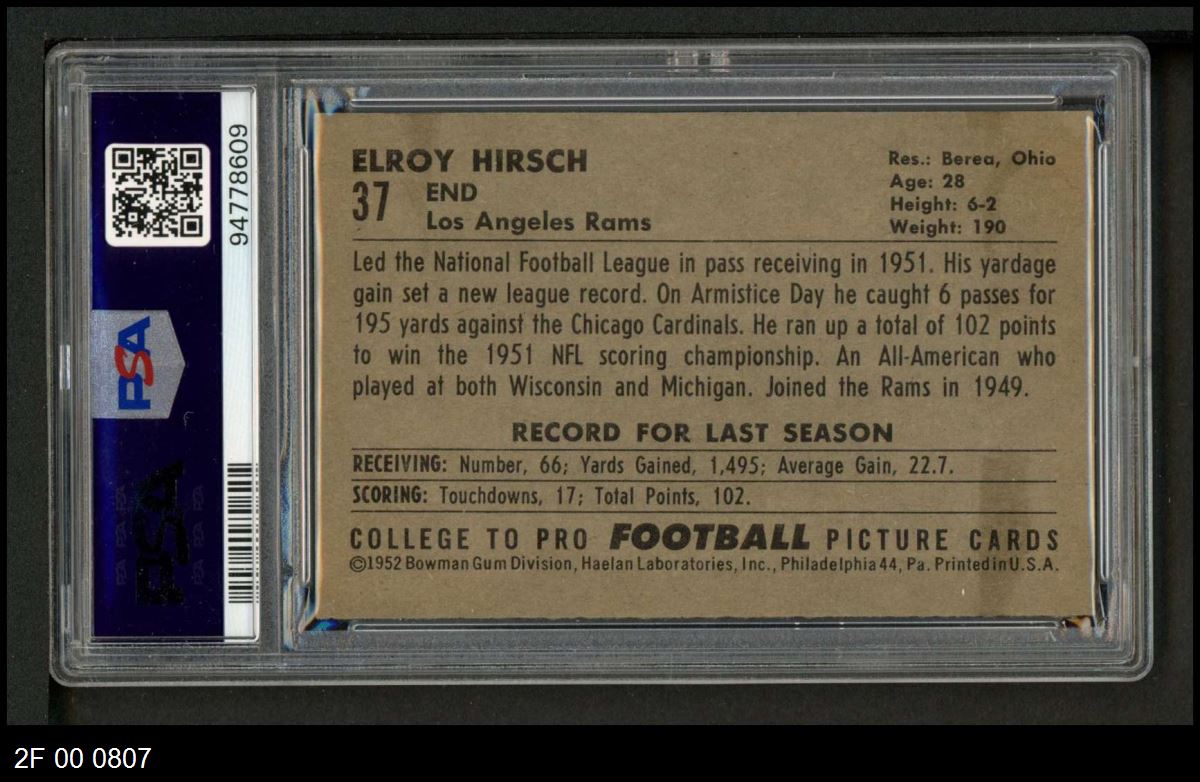 94778609
PSA
PSA
ELROY HIRSCH
37 END
Los Angeles Rams
Res.: Berea, Ohio
Age: 28
Height: 6-2
Weight: 190
Led the National Football League in pass receiving in 1951. His yardage
gain set a new league record. On Armistice Day he caught 6 passes for
195 yards against the Chicago Cardinals. He ran up a total of 102 points
to win the 1951 NFL scoring championship. An All-American who
played at both Wisconsin and Michigan. Joined the Rams in 1949.
RECORD FOR LAST SEASON
RECEIVING: Number, 66; Yards Gained, 1,495; Average Gain, 22.7.
SCORING: Touchdowns, 17; Total Points, 102.
COLLEGE TO PRO FOOTBALL PICTURE CARDS
©1952 Bowman Gum Division, Haelan Laboratories, Inc., Philadelphia 44, Pa. Printed in U.S.A.
2F 00 0807